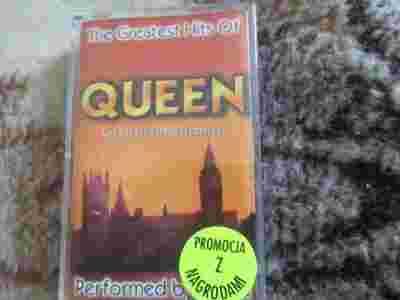 The Greatest Hits Of
QUEEN
Performed b
PROMOCJA
Z
NAGRODAMI